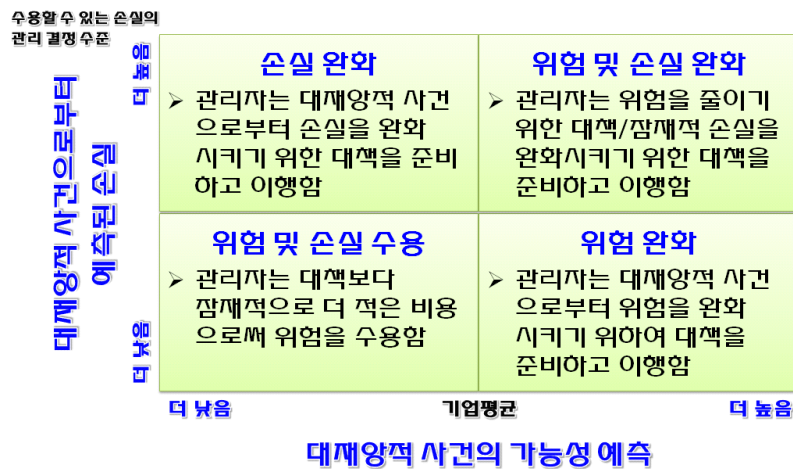 수용할 수 있는 손실의
관리 결정 수준
대재앙적 사건으로부터
예측된 손실
더 높음
더 낮음
손실 완화
➢ 관리자는 대재앙적 사건
으로부터 손실을 완화
시키기 위한 대책을 준비
하고 이행함
위험 및 손실 완화
➢ 관리자는 위험을 줄이기
위한 대책/잠재적 손실을
완화시키기 위한 대책을
준비하고 이행함
위험 및 손실 수용
➢ 관리자는 대책보다
잠재적으로 더 적은 비용
으로써 위험을 수용함
위험 완화
➢ 관리자는 대재앙적 사건
으로부터 위험을 완화
시키기 위하여 대책을
준비하고 이행함
더 낮음
기업평균
더 높음
대재앙적 사건의 가능성 예측